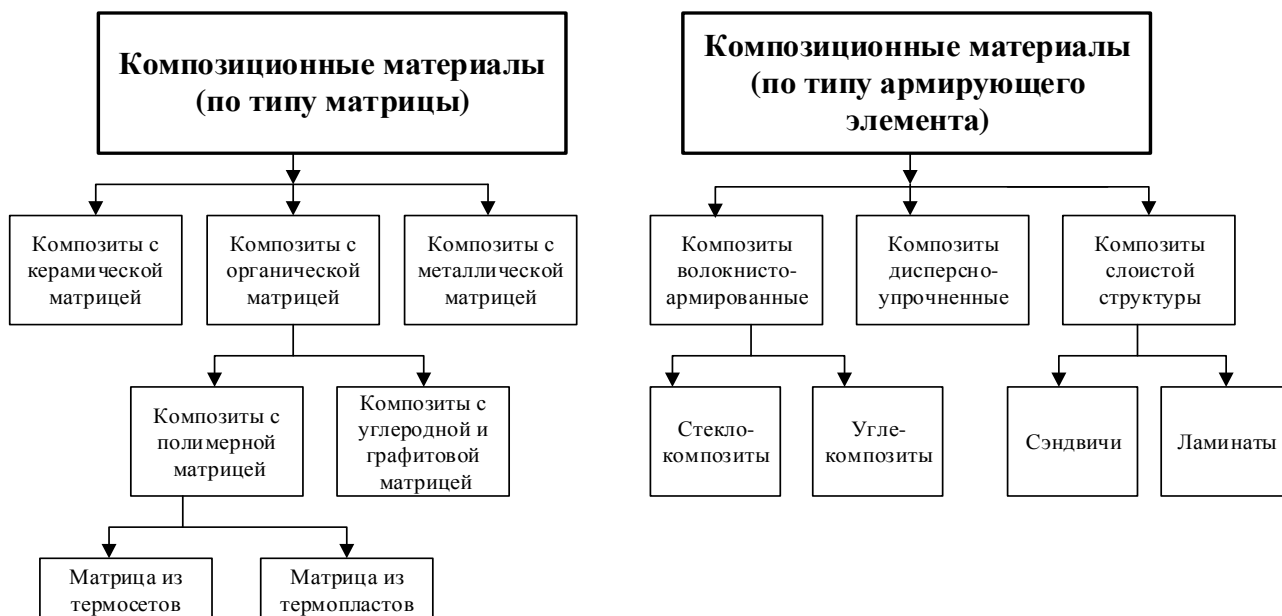 Композиционные материалы
(по типу матрицы)
Композиционные материалы
(по типу армирующего
элемента)
Композиты с
керамической
матрицей
Композиты с
органической
матрицей
Композиты с
металлической
матрицей
Композиты
волокнисто-
армированные
Композиты
дисперсно-
упрочненные
Композиты
слоистой
структуры
Композиты с
полимерной
матрицей
Композиты с
углеродной и
графитовой
матрицей
Стекло-
композиты
Угле-
композиты
Сэндвичи
Ламинаты
Матрица из
термосетов
Матрица из
термопластов